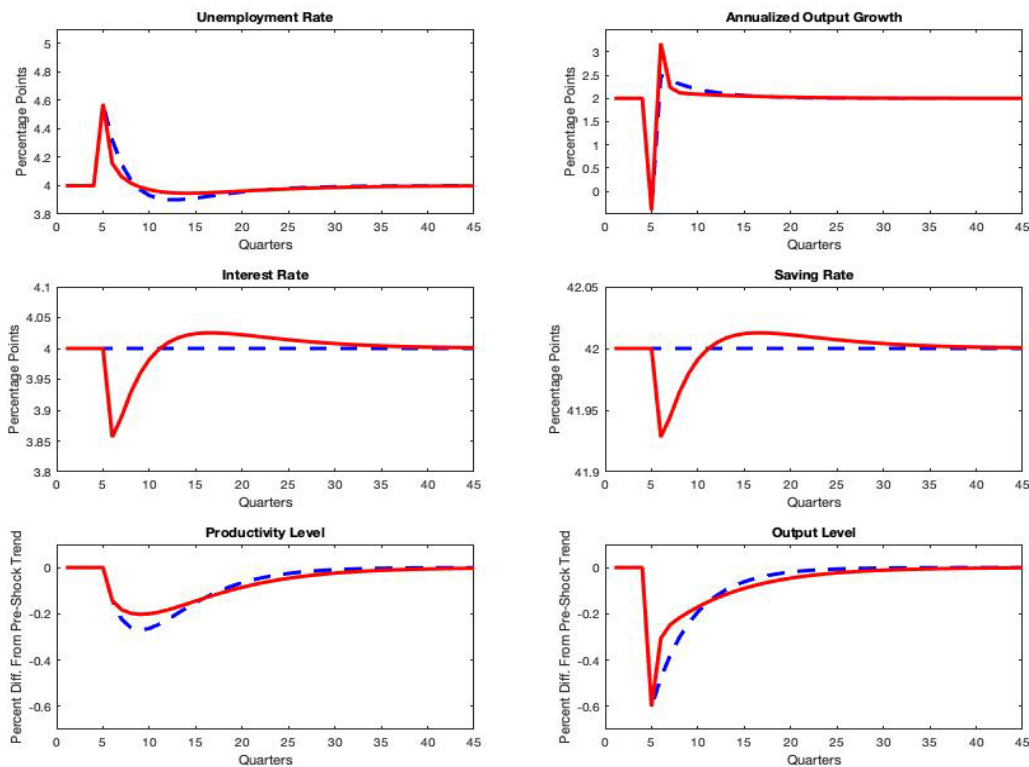 Unemployment Rate
Percentage Points
5
4.8
4.6
4.4
4.2
4
3.8
0 5 10 15 20 25 30 35 40 45
Quarters
Annualized Output Growth
Percentage Points
3
2.5
2
1.5
1
0.5
0
0 5 10 15 20 25 30 35 40 45
Quarters
Interest Rate
Percentage Points
4.1
4.05
4
3.95
3.9
3.85
3.8
0 5 10 15 20 25 30 35 40 45
Quarters
Saving Rate
Percentage Points
42.05
42
41.95
41.9
0 5 10 15 20 25 30 35 40 45
Quarters
Productivity Level
Percent Diff. From Pre-Shock Trend
0
-0.2
-0.4
-0.6
0 5 10 15 20 25 30 35 40 45
Quarters
Output Level
Percent Diff. From Pre-Shock Trend
0
-0.2
-0.4
-0.6
0 5 10 15 20 25 30 35 40 45
Quarters